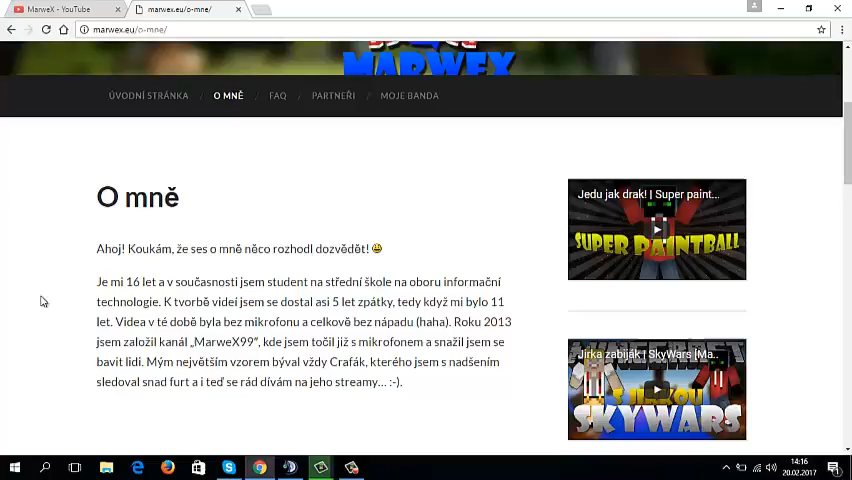 MarweX - YouTube
marwex.eu/o-mne/
marwex.eu/o-mne/
MARWEX
ÚVODNÍ STRÁNKA / O MNĚ / FAQ / PARTNEŘI / MOJE BANDA
O mně
Ahoj! Koukám, že ses o mně něco rozhodl dozvědět!
Je mi 16 let a v současnosti jsem student na střední škole na oboru informační
technologie. K tvorbě videí jsem se dostal asi 5 let zpátky, tedy když mi bylo 11
let. Videa v té době byla bez mikrofonu a celkově bez nápadu (haha). Roku 2013
jsem založil kanál „MarweX99", kde jsem točil již s mikrofonem a snažil jsem se
bavit lidi. Mým největším vzorem býval vždy Crafák, kterého jsem s nadšením
sledoval snad furt a i teď se rád dívám na jeho streamy… :-).
Jedu jak drak! | Super paint...
SUPER PAINTBALL
Jirka zabiják | SkyWars [Ma...
MINECRAFT
S JIRKOU
SKYWARS
14:16
20.02.2017